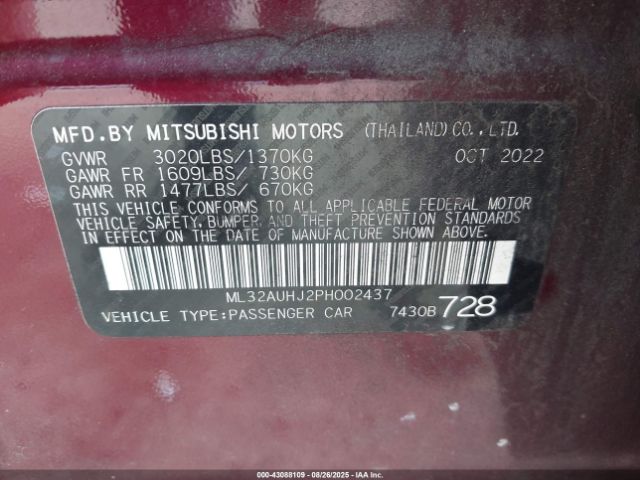 MFD.BY MITSUBISHI MOTORS (THAILAND)CO.,LTD.
GVWR 3020LBS/1370KG OCT 2022
GAWR FR 1609LBS/ 730KG
GAWR RR 1477LBS/ 670KG
THIS VEHICLE CONFORMS TO ALL APPLICABLE FEDERAL MOTOR
VEHICLE SAFETY,BUMPER,AND THEFT PREVENTION STANDARDS
IN EFFECT ON THE DATE OF MANUFACTURE SHOWN ABOVE.
ML32AUHJ2PH002437
VEHICLE TYPE:PASSENGER CAR 7430B 728
000-43088109 - 08/26/2025 - IAA Inc.